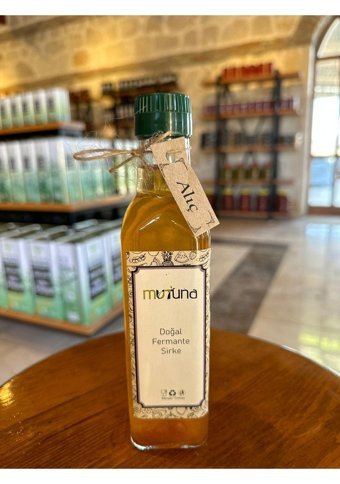 Alıç
mutuna
Doğal
Fermante
Sirke